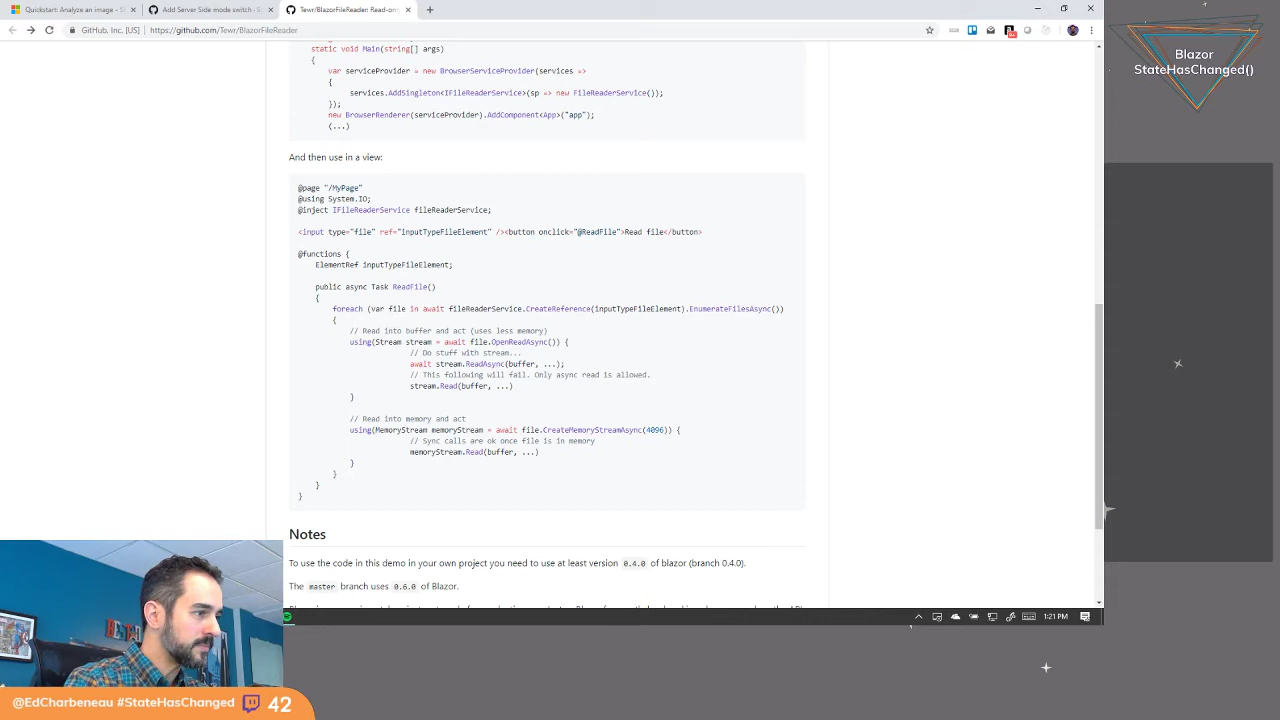 Quickstart: Analyze an image - S
Add Server Side mode switch
Tewr/BlazorFileReader: Read-on
GitHub, Inc. [US]
https://github.com/Tewr/BlazorFileReader
Blazor
StateHasChanged()
static void Main(string[] args)
{
var serviceProvider = new BrowserServiceProvider(services =>
{
services.AddSingleton<IFileReaderService>(sp => new FileReaderService());
});
new BrowserRenderer(serviceProvider).AddComponent<App>("app");
(...)
And then use in a view:
@page "/MyPage"
@using System.IO;
@inject IFileReaderService fileReaderService;
<input type="file" ref="inputTypeFileElement" /><button onclick="@ReadFile">Read file</button>
@functions {
ElementRef inputTypeFileElement;
public async Task ReadFile()
{
foreach (var file in await fileReaderService.CreateReference(inputTypeFileElement).EnumerateFilesAsync())
{
// Read into buffer and act (uses less memory)
using(Stream stream = await file.OpenReadAsync()) {
// Do stuff with stream...
await stream.ReadAsync(buffer, ...);
// This following will fail. Only async read is allowed.
stream.Read(buffer, ...)
}
// Read into memory and act
using(MemoryStream memoryStream = await file.CreateMemoryStreamAsync(4096)) {
// Sync calls are ok once file is in memory
memoryStream.Read(buffer, ...)
}
}
}
}
Notes
To use the code in this demo in your own project you need to use at least version 0.4.0 of blazor (branch 0.4.0).
The master branch uses 0.6.0 of Blazor.
1:21 PM
@EdCharbeneau #StateHasChanged 42